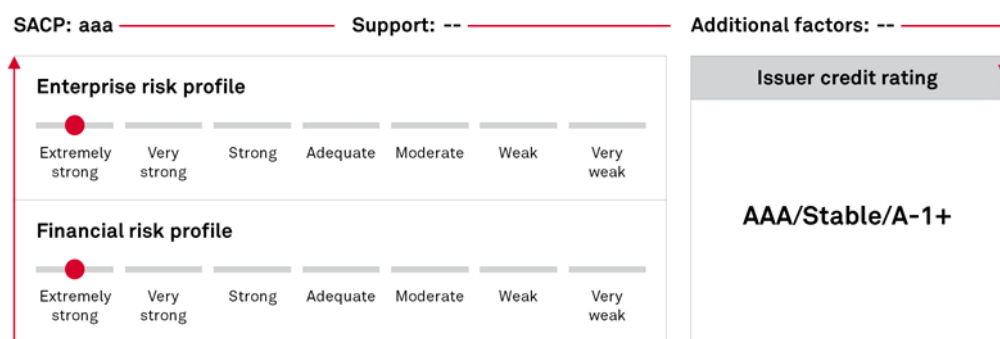 SACP: aaa
Support: --
Additional factors: --
Enterprise risk profile
Extremely strong
Very strong
Strong
Adequate
Moderate
Weak
Very weak
Financial risk profile
Extremely strong
Very strong
Strong
Adequate
Moderate
Weak
Very weak
Issuer credit rating
AAA/Stable/A-1+